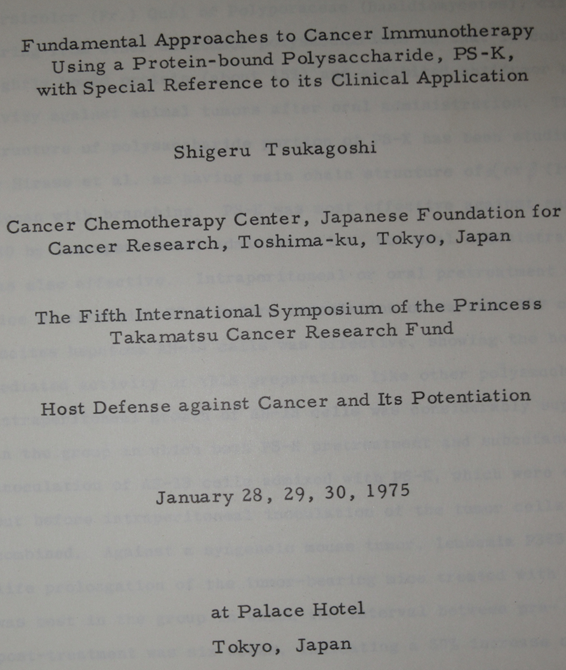 Fundamental Approaches to Cancer Immunotherapy
Using a Protein-bound Polysaccharide, PS-K,
with Special Reference to its Clinical Application
Shigeru Tsukagoshi
Cancer Chemotherapy Center, Japanese Foundation for
Cancer Research, Toshima-ku, Tokyo, Japan
The Fifth International Symposium of the Princess
Takamatsu Cancer Research Fund
Host Defense against Cancer and Its Potentiation
January 28, 29, 30, 1975
at Palace Hotel
Tokyo, Japan